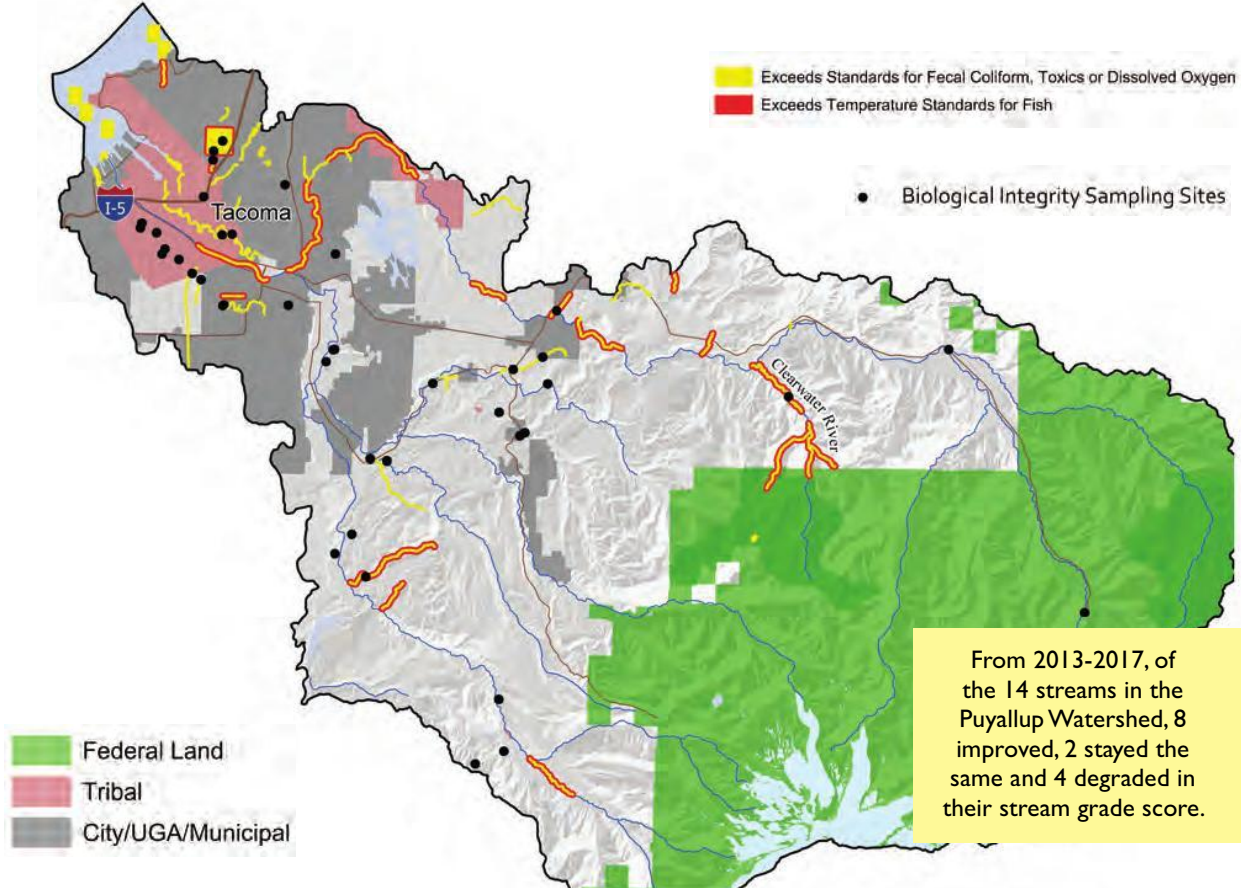 Exceeds Standards for Fecal Coliform, Toxics or Dissolved Oxygen
Exceeds Temperature Standards for Fish
Biological Integrity Sampling Sites
I-5
Tacoma
Clearwater River
From 2013-2017, of
the 14 streams in the
Puyallup Watershed, 8
improved, 2 stayed the
same and 4 degraded in
their stream grade score.
Federal Land
Tribal
City/UGA/Municipal